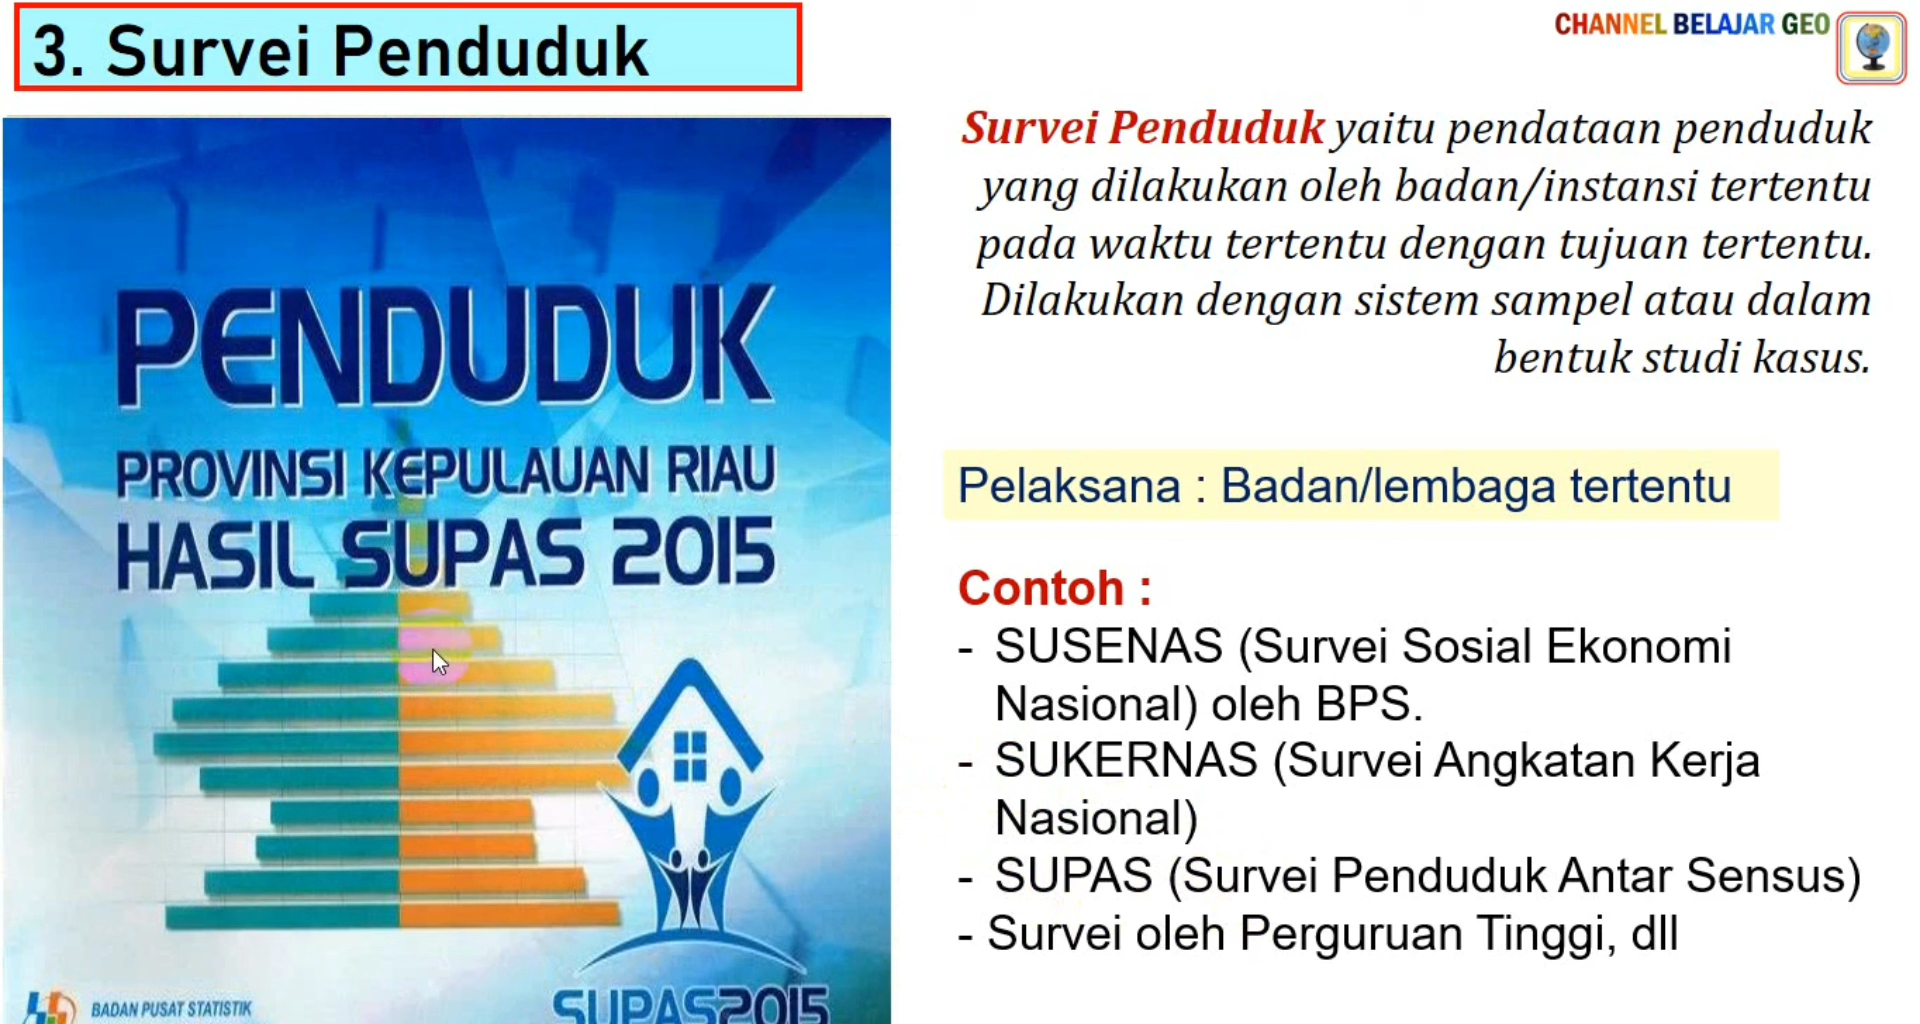 3. Survei Penduduk
CHANNEL BELAJAR GEO
PENDUDUK
PROVINSI KEPULAUAN RIAU
HASIL SUPAS 2015
BADAN PUSAT STATISTIK
SUPAS2015
Survei Penduduk yaitu pendataan penduduk
yang dilakukan oleh badan/instansi tertentu
pada waktu tertentu dengan tujuan tertentu.
Dilakukan dengan sistem sampel atau dalam
bentuk studi kasus.
Pelaksana : Badan/lembaga tertentu
Contoh :
- SUSENAS (Survei Sosial Ekonomi
Nasional) oleh BPS.
- SUKERNAS (Survei Angkatan Kerja
Nasional)
- SUPAS (Survei Penduduk Antar Sensus)
- Survei oleh Perguruan Tinggi, dll